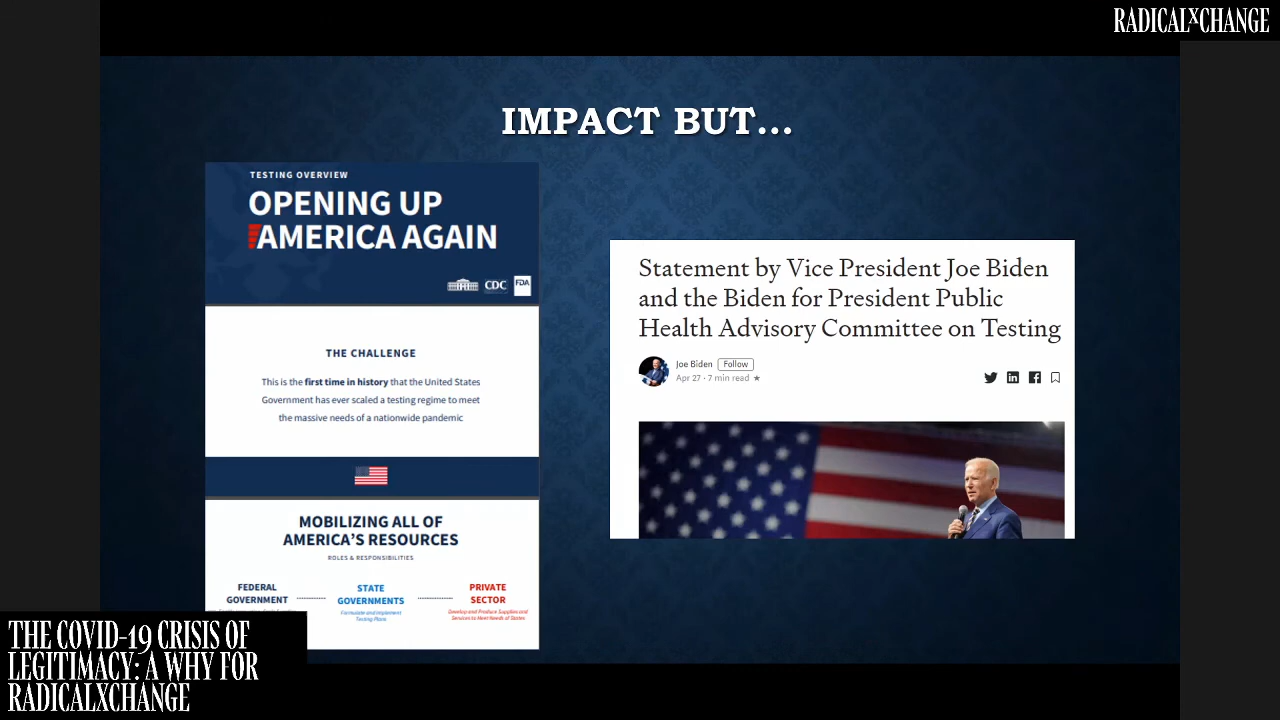 RADICALXCHANGE
IMPACT BUT...
TESTING OVERVIEW
OPENING UP
AMERICA AGAIN
CDC
FDA
THE CHALLENGE
This is the first time in history that the United States
Government has ever scaled a testing regime to meet
the massive needs of a nationwide pandemic
MOBILIZING ALL OF
AMERICA'S RESOURCES
ROLES & RESPONSIBILITIES
FEDERAL
GOVERNMENT
STATE
GOVERNMENTS
Formulate and Implement
Testing Plans
PRIVATE
SECTOR
Develop and Produce Supplies and
Services to Meet Needs of States
Statement by Vice President Joe Biden
and the Biden for President Public
Health Advisory Committee on Testing
Joe Biden Follow
Apr 27 · 7 min read ★
THE COVID-19 CRISIS OF
LEGITIMACY: A WHY FOR
RADICALXCHANGE